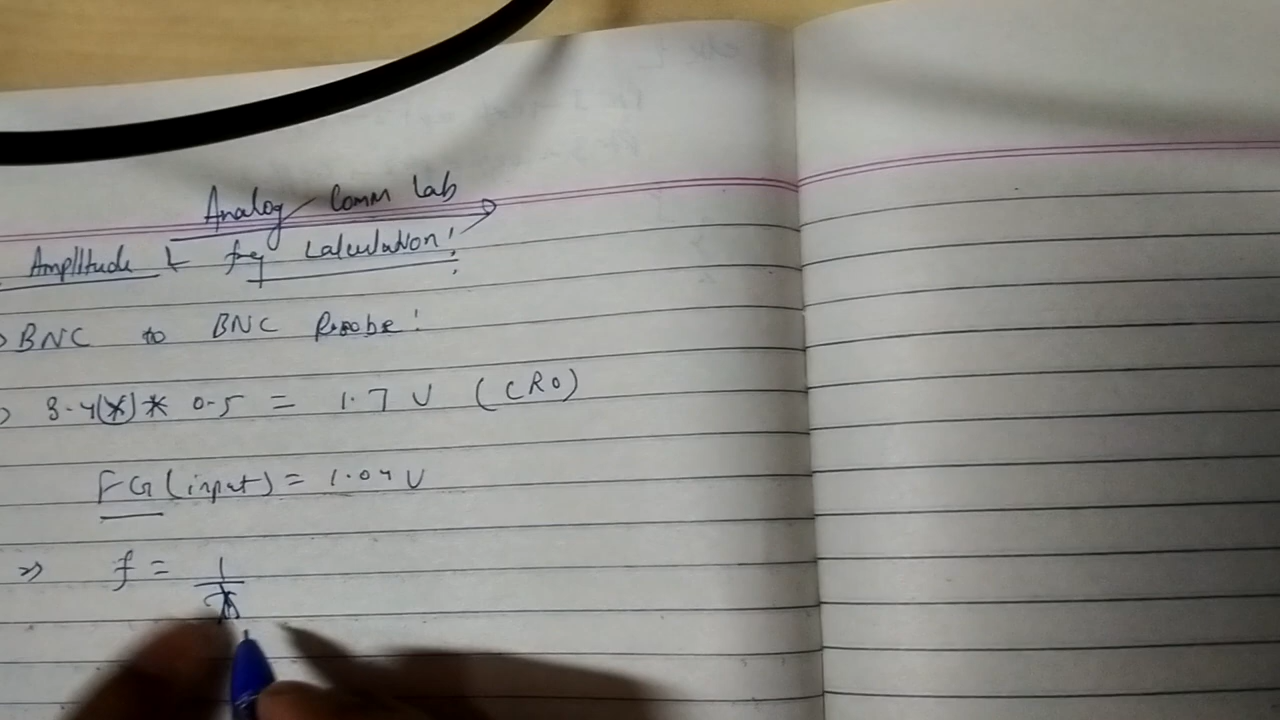 Analog Comm Lab
Amplitude & freq Calculation:
BNC to BNC Probe:
3.4(*)* 0.5 = 1.7 V (CRO)
FG (input) = 1.04 V
⇒ f = 1/